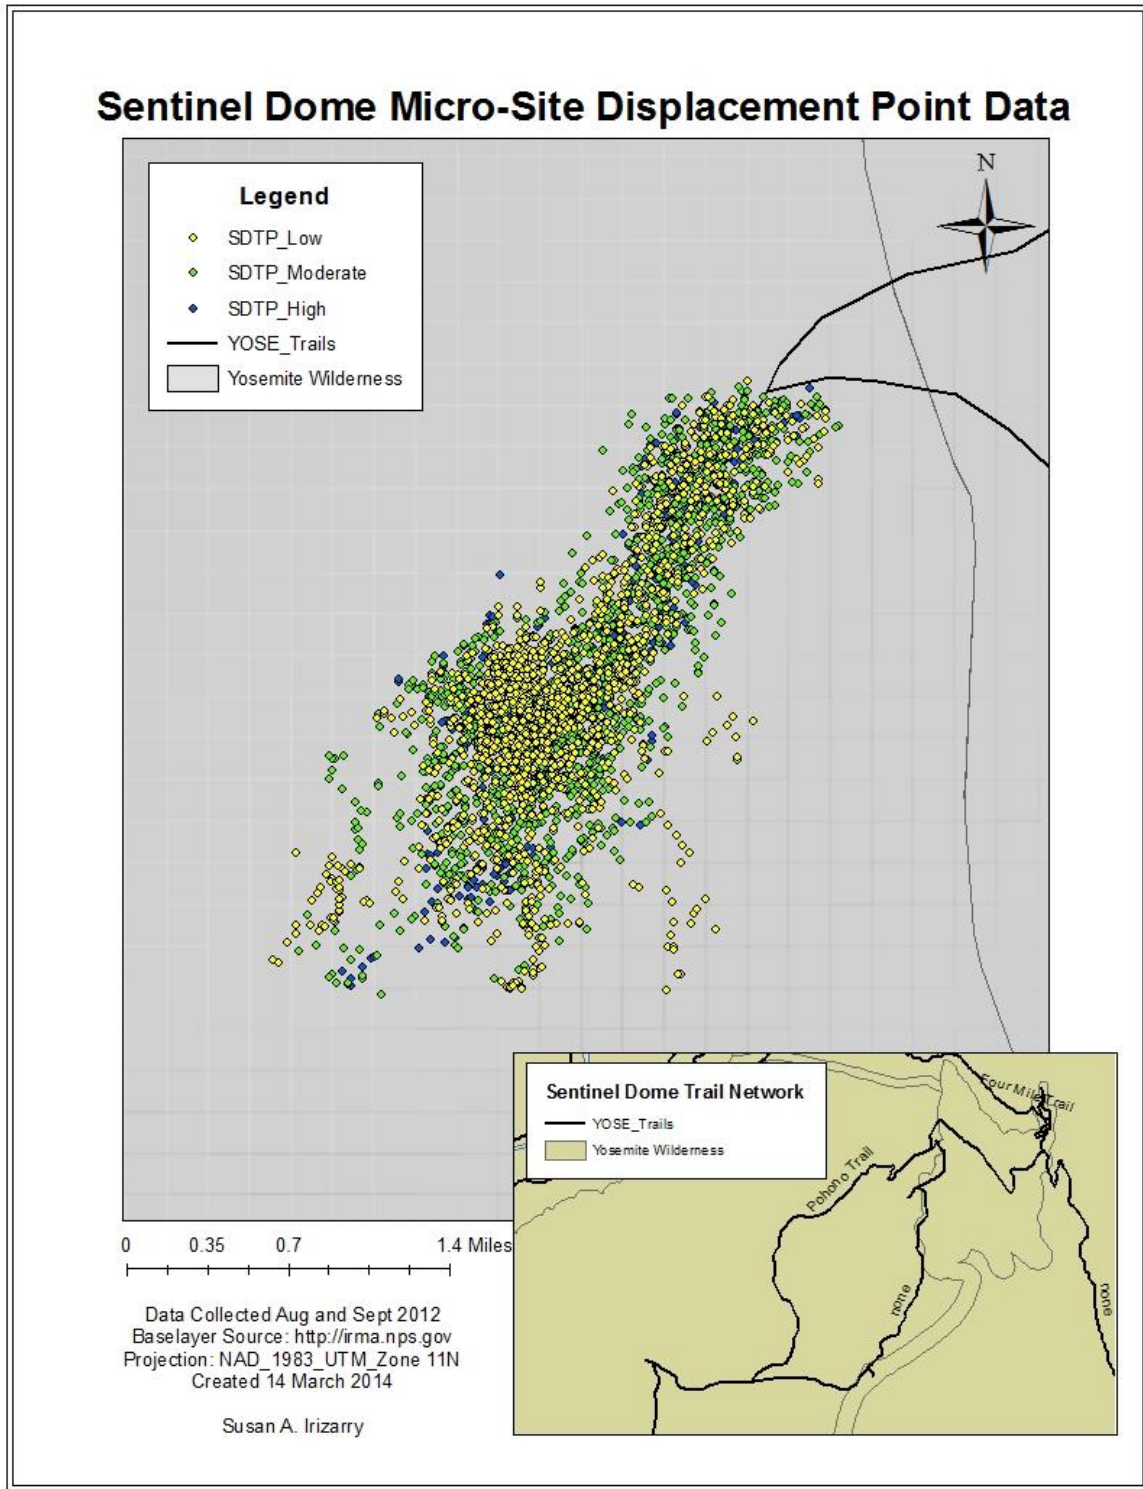 Sentinel Dome Micro-Site Displacement Point Data
Legend
SDTP_Low
SDTP_Moderate
SDTP_High
YOSE_Trails
Yosemite Wilderness
N
Sentinel Dome Trail Network
YOSE_Trails
Yosemite Wilderness
Four Mile Trail
Pohono Trail
none
none
0 0.35 0.7 1.4 Miles
Data Collected Aug and Sept 2012
Baselayer Source: http://irma.nps.gov
Projection: NAD_1983_UTM_Zone 11N
Created 14 March 2014
Susan A. Irizarry